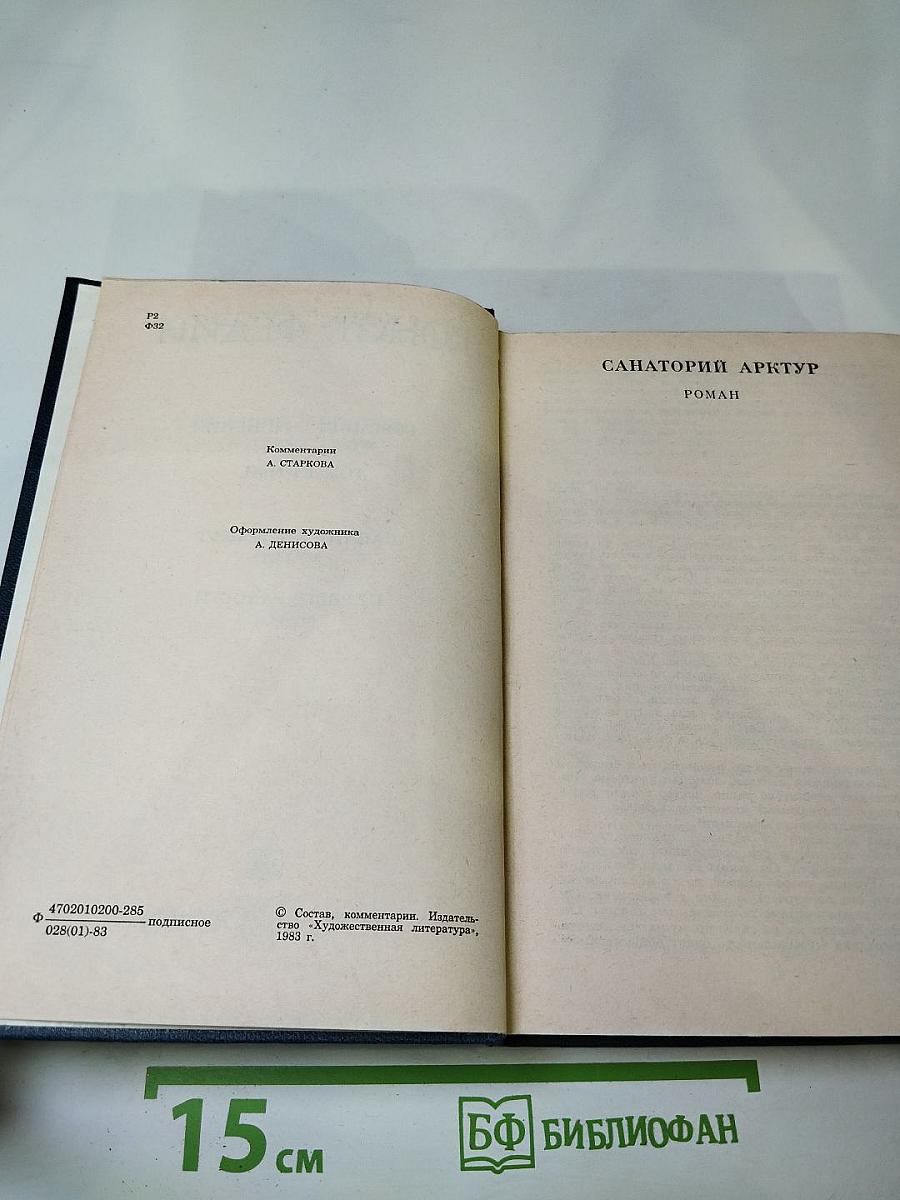 Р2
Ф32
Комментарии
А. СТАРКОВА
Оформление художника
А. ДЕНИСОВА
Ф 4702010200-285 подписное
028(01)-83
© Состав, комментарии. Издатель-
ство «Художественная литература»,
1983 г.
САНАТОРИЙ АРКТУР
РОМАН
15 см
БФ БИБЛИОФАН